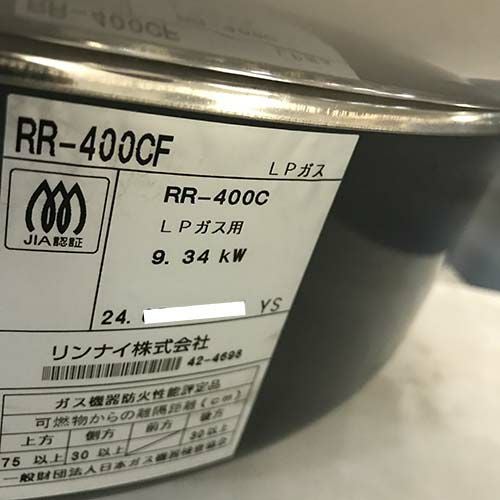 RR-400CF
LPガス
JIA認証
RR-400C
LPガス用
9.34 kW
24.
YS
リンナイ株式会社
42-4698
ガス機器防火性能評定品
可燃物からの離隔距離(cm)
上方 側方 前方 後方
75 以上 30 以上 30 以上
一般財団法人日本ガス機器検査協会